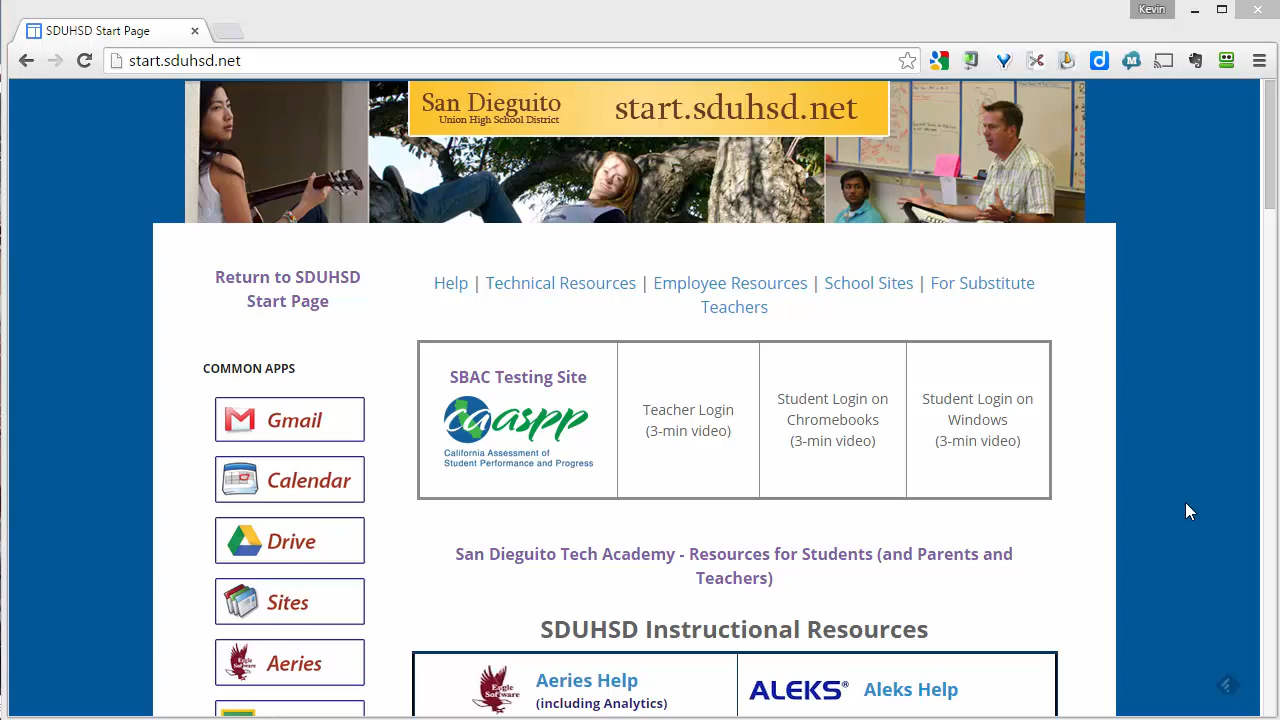 Kevin
SDUHSD Start Page
start.sduhsd.net
San Dieguito
Union High School District
start.sduhsd.net
Return to SDUHSD
Start Page
Help | Technical Resources | Employee Resources | School Sites | For Substitute
Teachers
COMMON APPS
Gmail
Calendar
Drive
Sites
Aeries
SBAC Testing Site
caaspp
California Assessment of
Student Performance and Progress
Teacher Login
(3-min video)
Student Login on
Chromebooks
(3-min video)
Student Login on
Windows
(3-min video)
San Dieguito Tech Academy - Resources for Students (and Parents and
Teachers)
SDUHSD Instructional Resources
Eagle
Software
Aeries Help
(including Analytics)
ALEKS®
Aleks Help